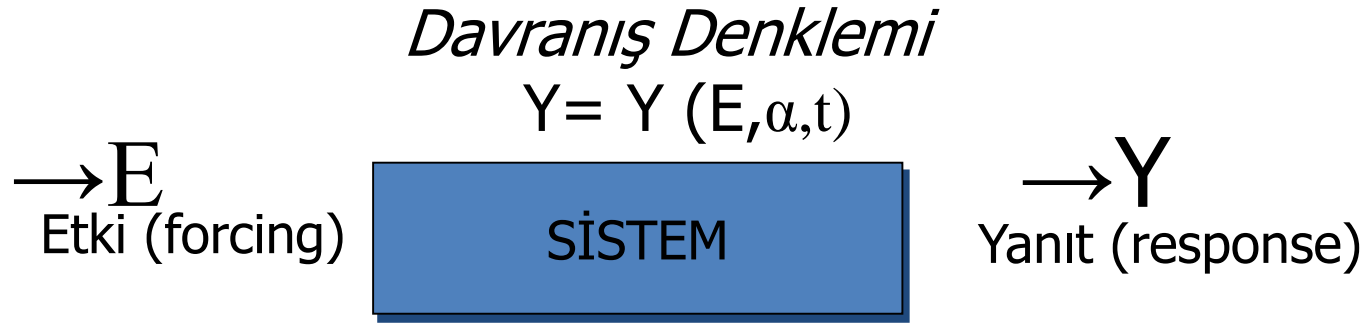 Davranış Denklemi
Y= Y (E,α,t)
→E
Etki (forcing)
SİSTEM
→Y
Yanıt (response)